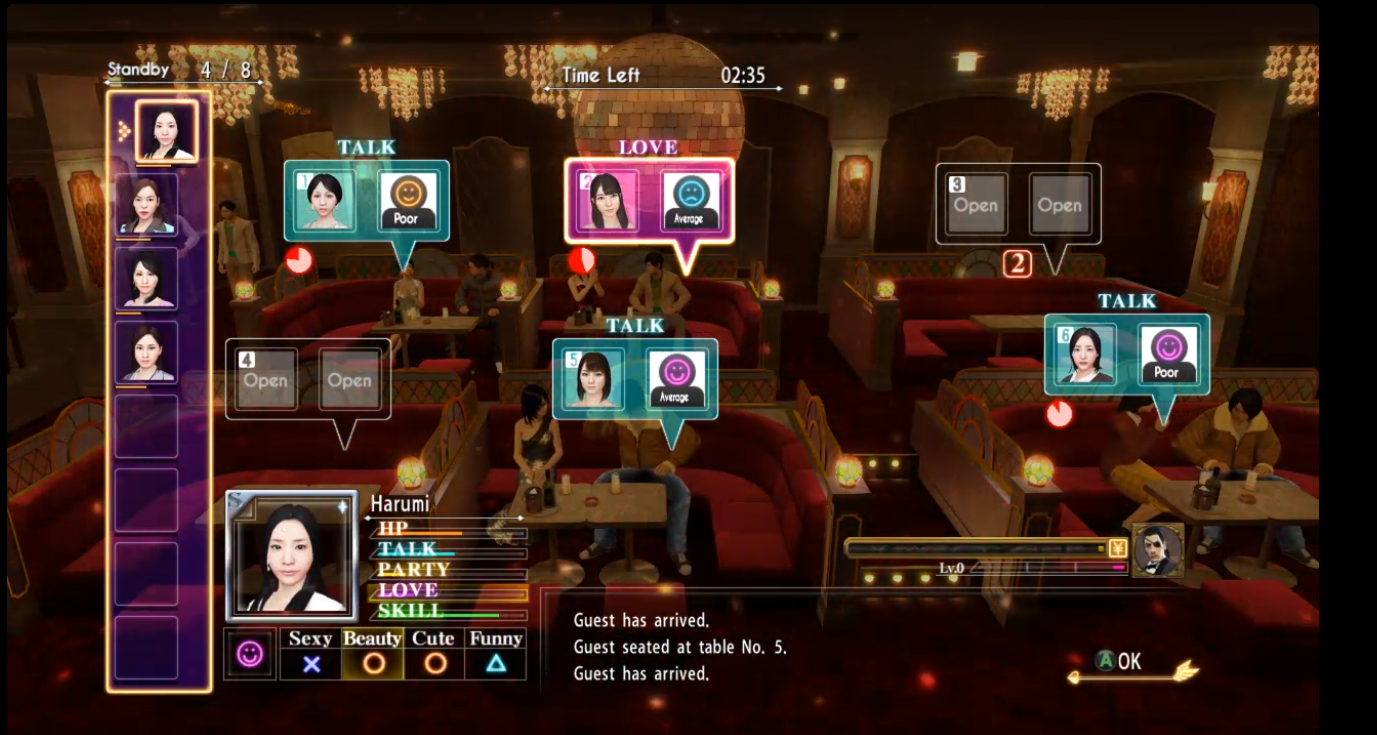 Standby 4 / 8
Time Left 02:35
TALK
1
Poor
LOVE
2
Average
3
Open Open
2
TALK
6
Poor
4
Open Open
TALK
5
Average
S
Harumi
HP
TALK
PARTY
LOVE
SKILL
Sexy Beauty Cute Funny
¥
Lv.0
Guest has arrived.
Guest seated at table No. 5.
Guest has arrived.
A OK